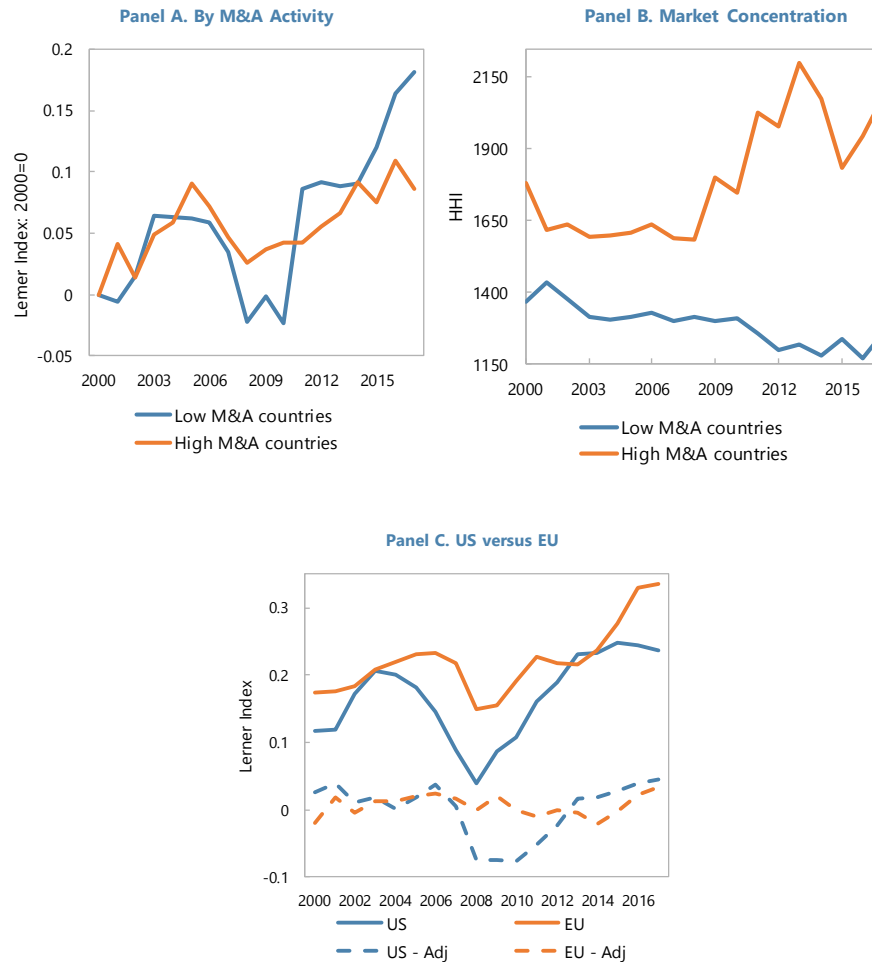 Panel A. By M&A Activity
Lerner Index: 2000=0
0.2
0.15
0.1
0.05
0
-0.05
2000 2003 2006 2009 2012 2015
Low M&A countries
High M&A countries
Panel B. Market Concentration
HHI
2150
1900
1650
1400
1150
2000 2003 2006 2009 2012 2015
Low M&A countries
High M&A countries
Panel C. US versus EU
Lerner Index
0.3
0.2
0.1
0
-0.1
2000 2002 2004 2006 2008 2010 2012 2014 2016
US EU
US - Adj EU - Adj